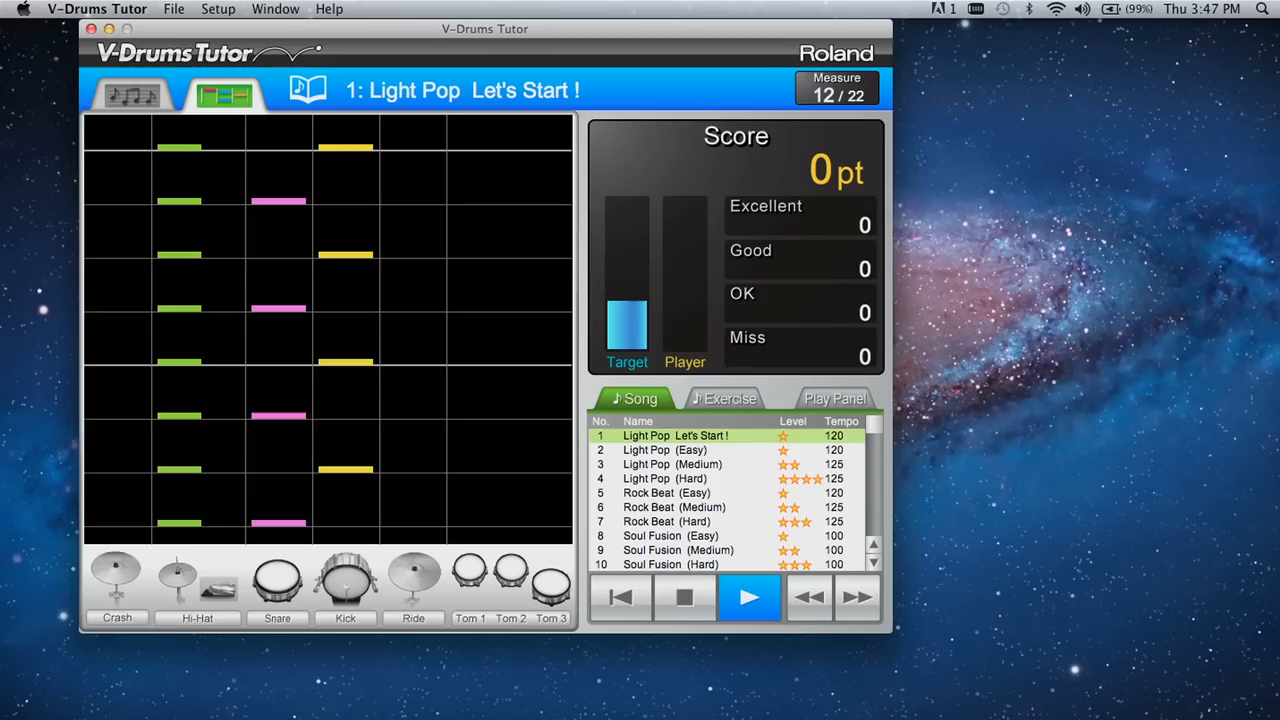 V-Drums Tutor File Setup Window Help 1 (99%) Thu 3:47 PM
V-Drums Tutor
V-Drums Tutor Roland
1: Light Pop Let's Start !
Measure
12 / 22
Score
0 pt
Excellent
0
Good
0
OK
0
Miss
0
Target Player
Song Exercise Play Panel
No. Name Level Tempo
1 Light Pop Let's Start ! 120
2 Light Pop (Easy) 120
3 Light Pop (Medium) 125
4 Light Pop (Hard) 125
5 Rock Beat (Easy) 120
6 Rock Beat (Medium) 125
7 Rock Beat (Hard) 125
8 Soul Fusion (Easy) 100
9 Soul Fusion (Medium) 100
10 Soul Fusion (Hard) 100
Crash Hi-Hat Snare Kick Ride Tom 1 Tom 2 Tom 3